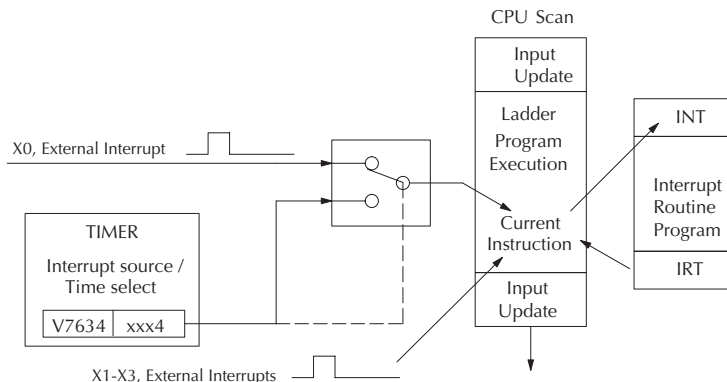 CPU Scan
Input
Update
Ladder
Program
Execution
Current
Instruction
Input
Update
INT
Interrupt
Routine
Program
IRT
X0, External Interrupt
TIMER
Interrupt source /
Time select
V7634 xxx4
X1-X3, External Interrupts